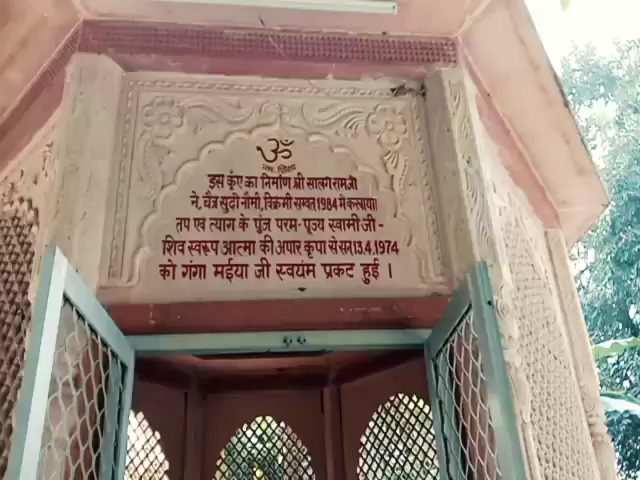 ॐ
नमः शिवाय
इस कुंए का निर्माण श्री सालग रामजी
ने, चैत्र सुदी नौमी, विक्रमी सम्वत 1984 मे करवाया।
तप एवं त्याग के पूंज परम-पूज्य स्वामी जी -
शिव स्वरूप आत्मा की अपार कृपा से सन 13.4.1974
को गंगा मईया जी स्वयंम प्रकट हुई ।